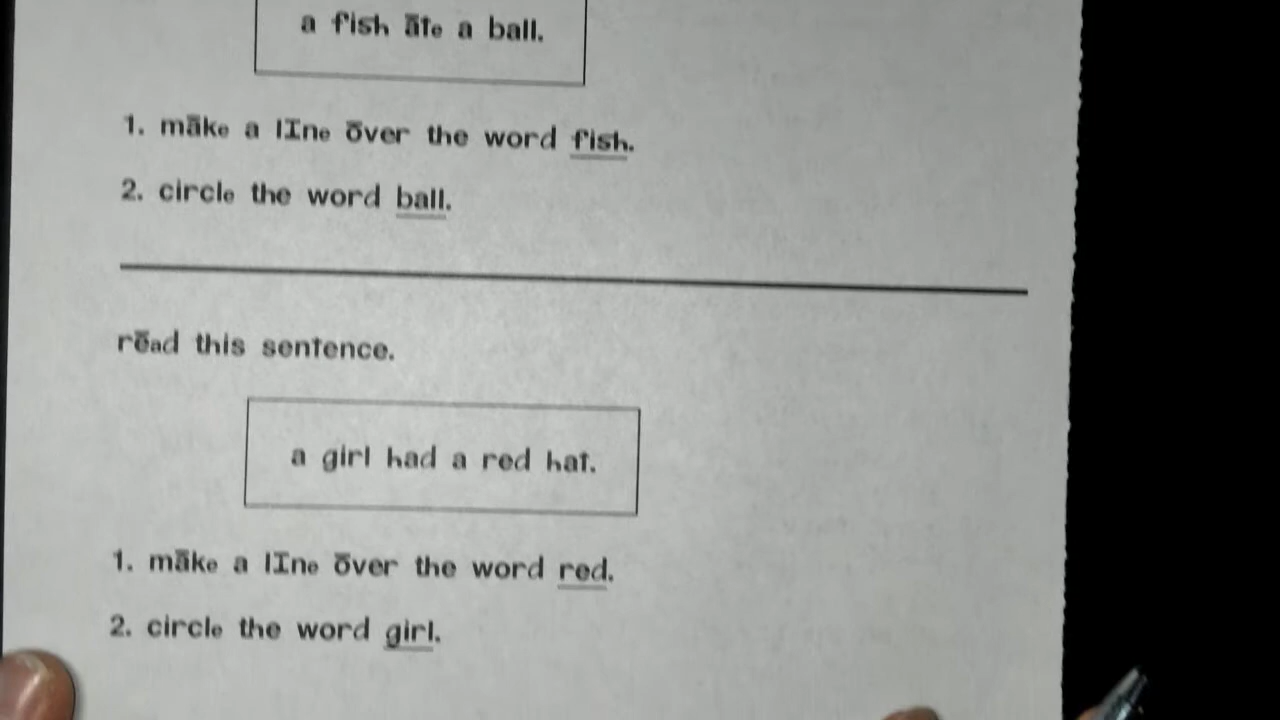 a fish āte a ball.
1. māke a līne ōver the word fish.
2. circle the word ball.
rēad this sentence.
a girl had a red hat.
1. māke a līne ōver the word red.
2. circle the word girl.